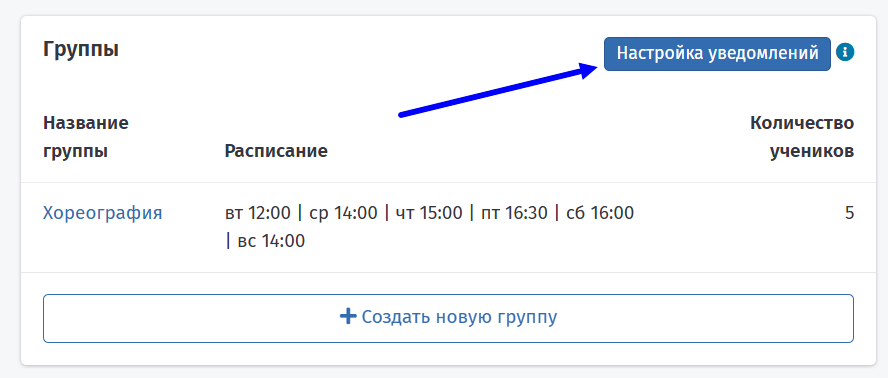 Группы
Настройка уведомлений
Название
группы
Расписание
Количество
учеников
Хореография
вт 12:00 | ср 14:00 | чт 15:00 | пт 16:30 | сб 16:00
| вс 14:00
5
Создать новую группу